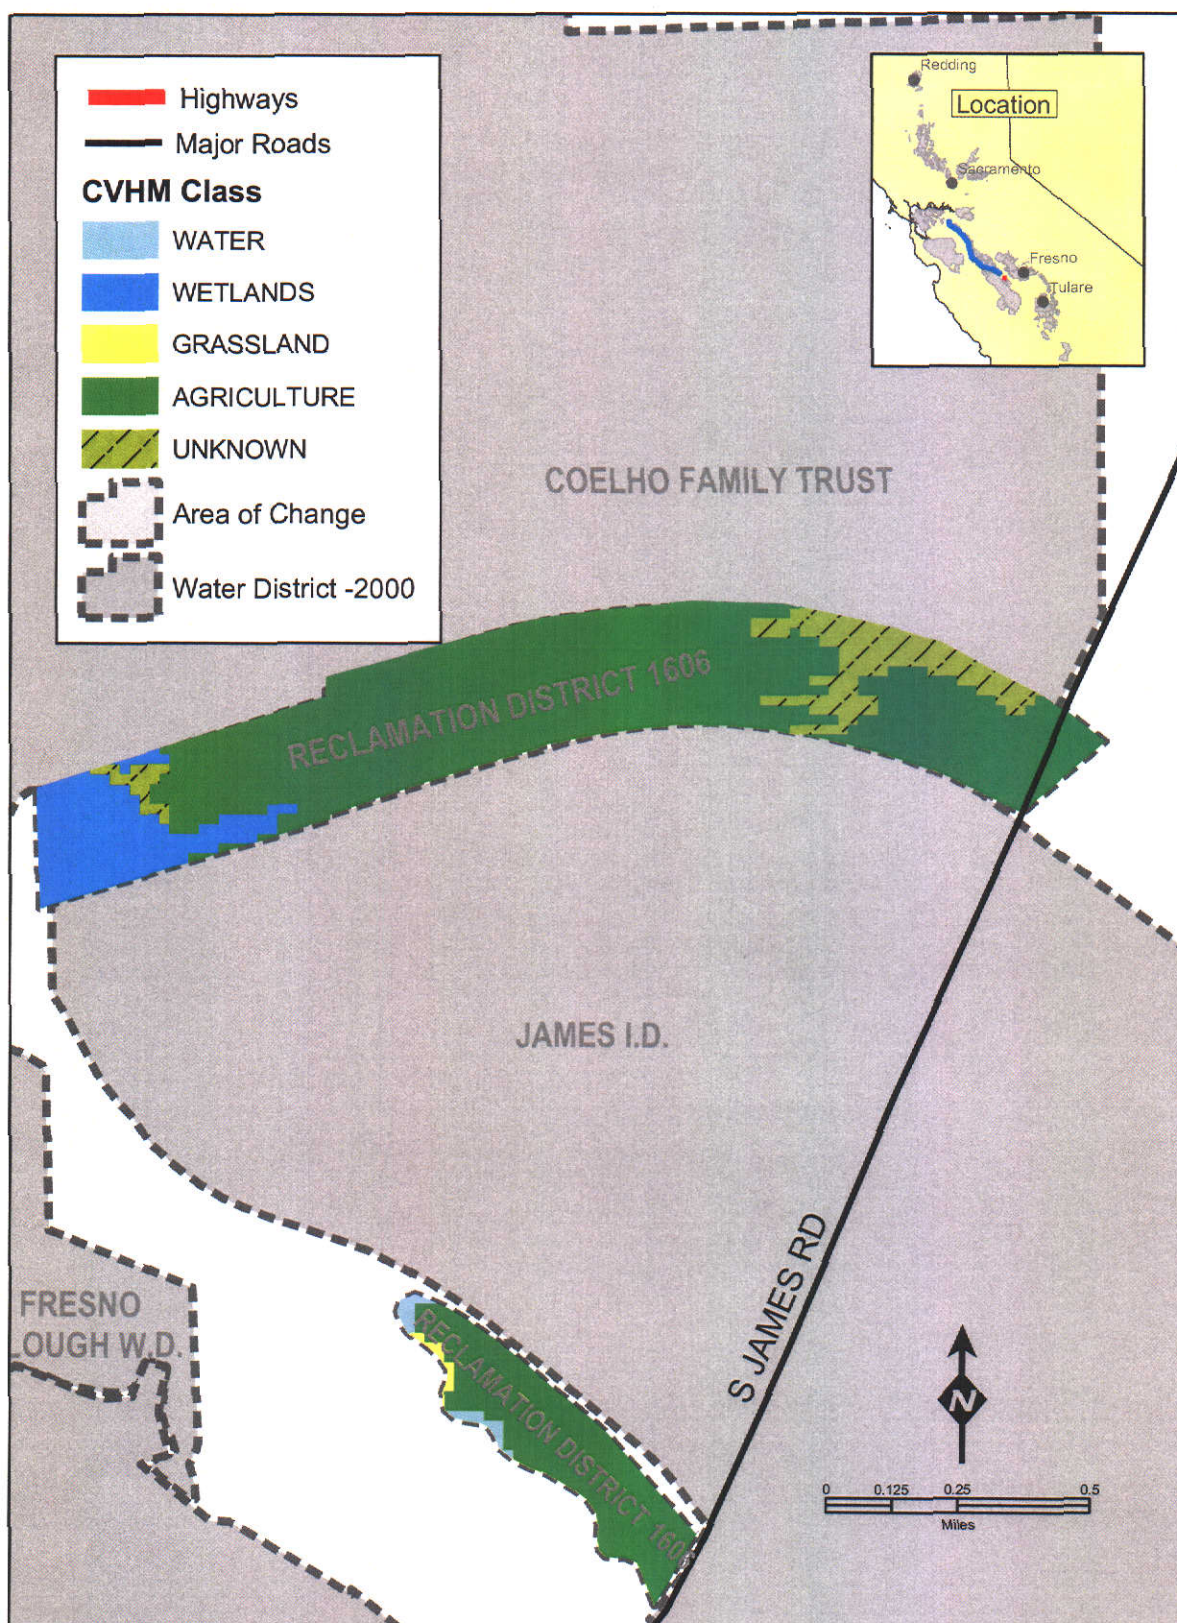 Highways
Major Roads
CVHM Class
WATER
WETLANDS
GRASSLAND
AGRICULTURE
UNKNOWN
Area of Change
Water District -2000
Redding
Location
Sacramento
Fresno
Tulare
COELHO FAMILY TRUST
RECLAMATION DISTRICT 1606
JAMES I.D.
S JAMES RD
FRESNO
LOUGH W.D.
RECLAMATION DISTRICT 1606
N
0 0.125 0.25 0.5
Miles